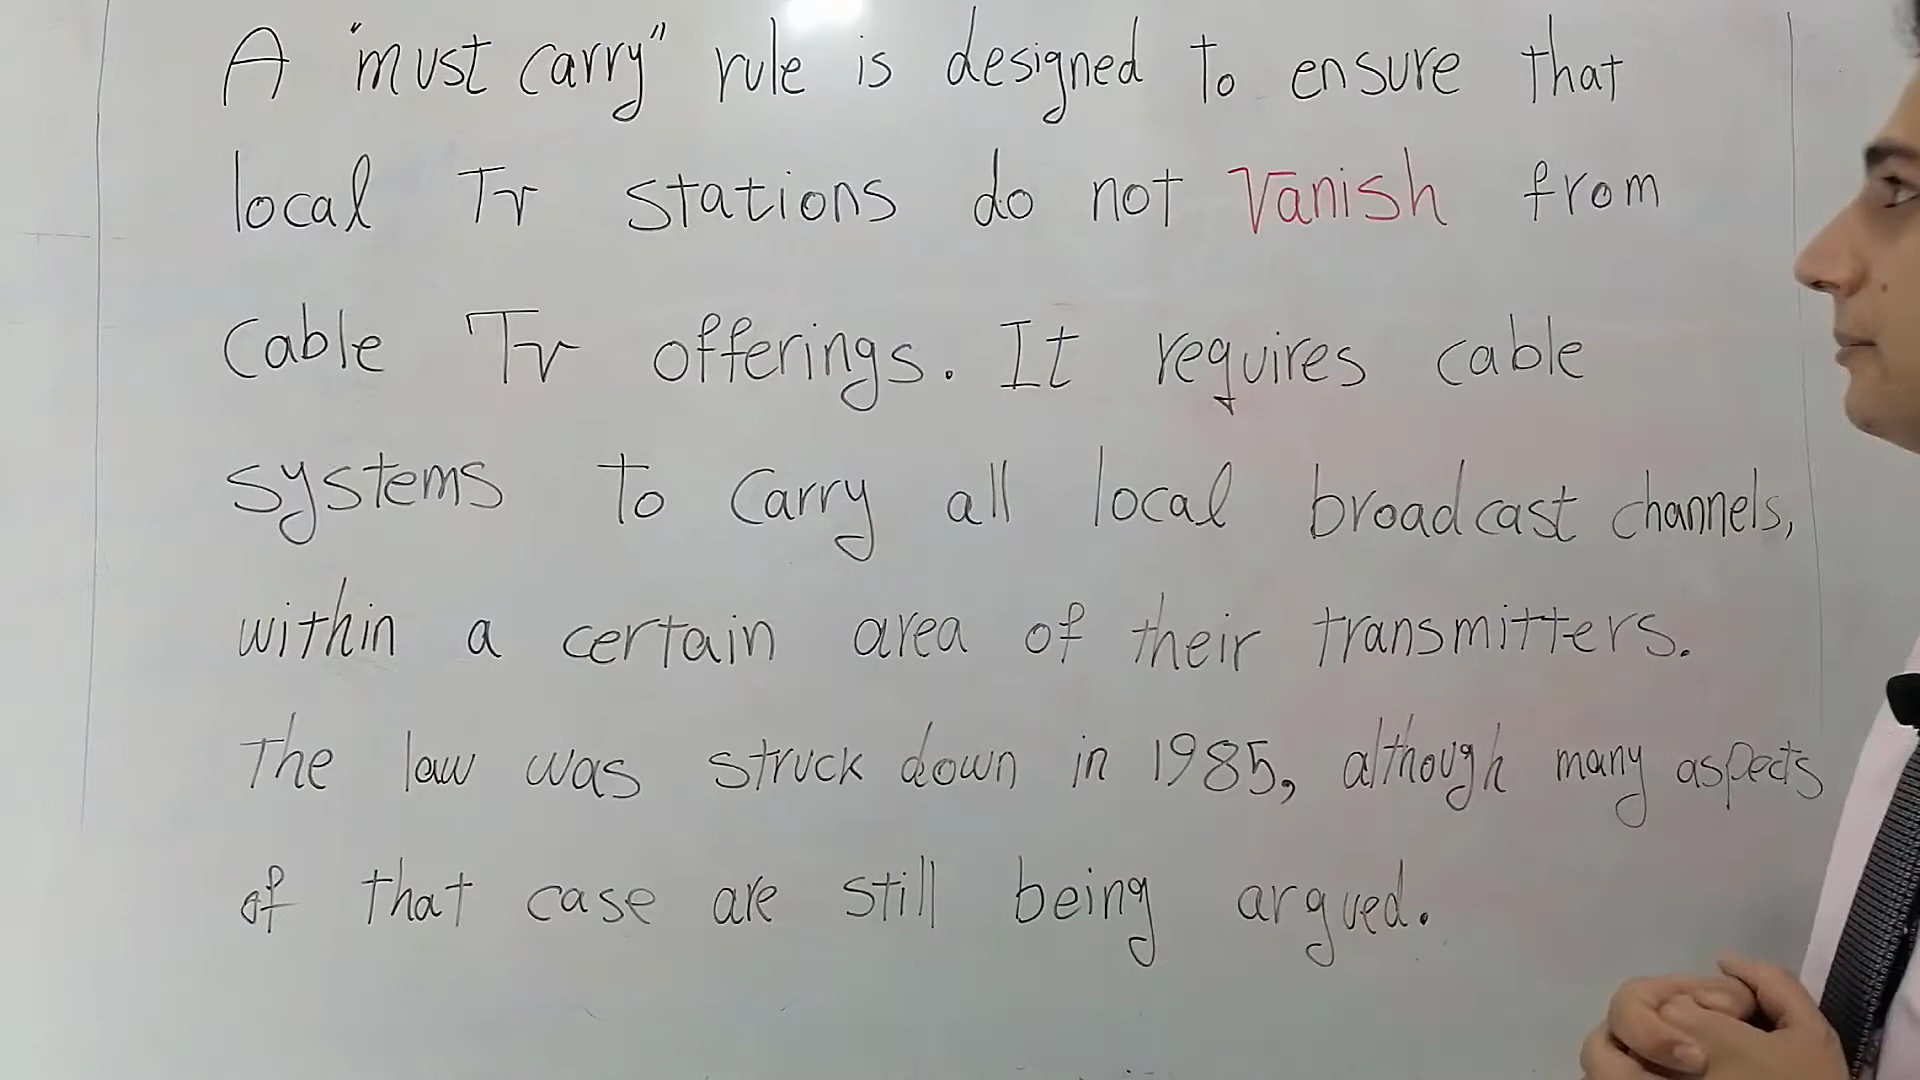 A "must carry" rule is designed to ensure that
local Tv stations do not Vanish from
Cable Tv offerings. It requires cable
systems to Carry all local broadcast channels,
within a certain area of their transmitters.
The law was struck down in 1985, although many aspects
of that case are still being argued.